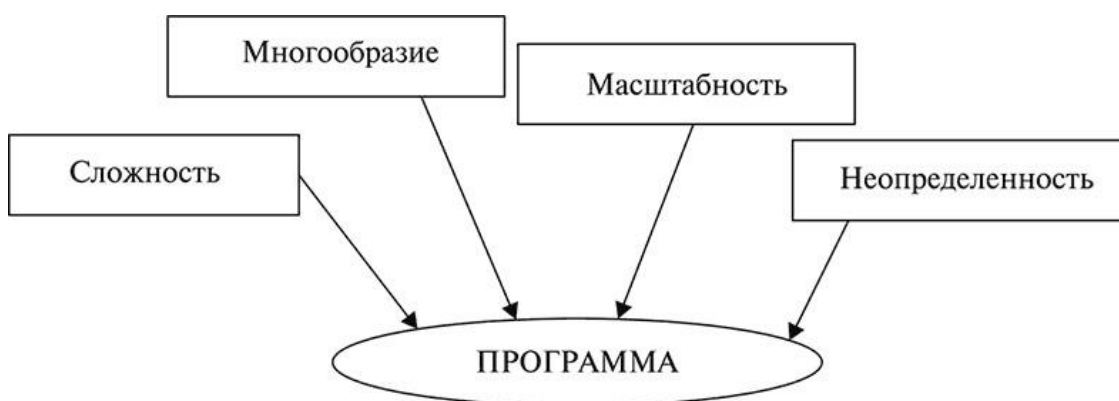 Многообразие
Масштабность
Сложность
Неопределенность
ПРОГРАММА